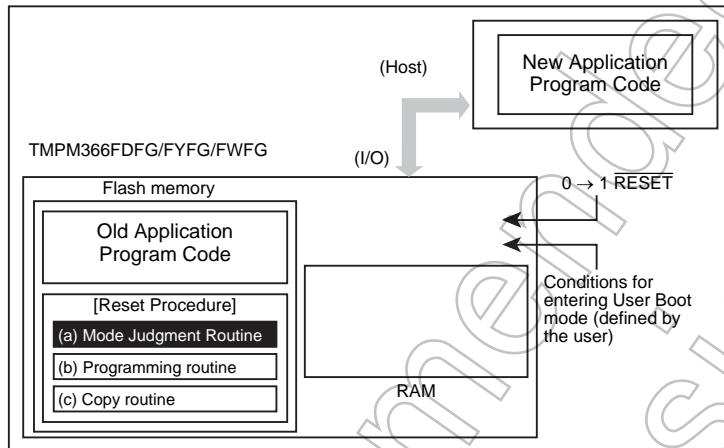 New Application
Program Code
(Host)
TMPM366FDFG/FYFG/FWFG
(I/O)
0 → 1 RESET
Flash memory
Old Application
Program Code
[Reset Procedure]
(a) Mode Judgment Routine
(b) Programming routine
(c) Copy routine
RAM
Conditions for
entering User Boot
mode (defined by
the user)